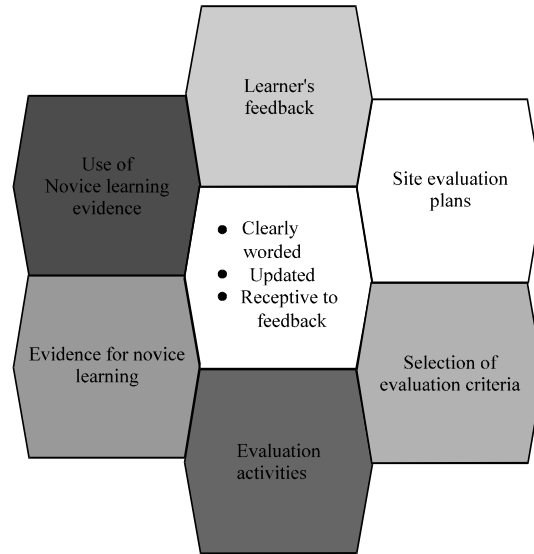 Learner's
feedback
Use of
Novice learning
evidence
Site evaluation
plans
● Clearly
worded
● Updated
● Receptive to
feedback
Evidence for novice
learning
Selection of
evaluation criteria
Evaluation
activities